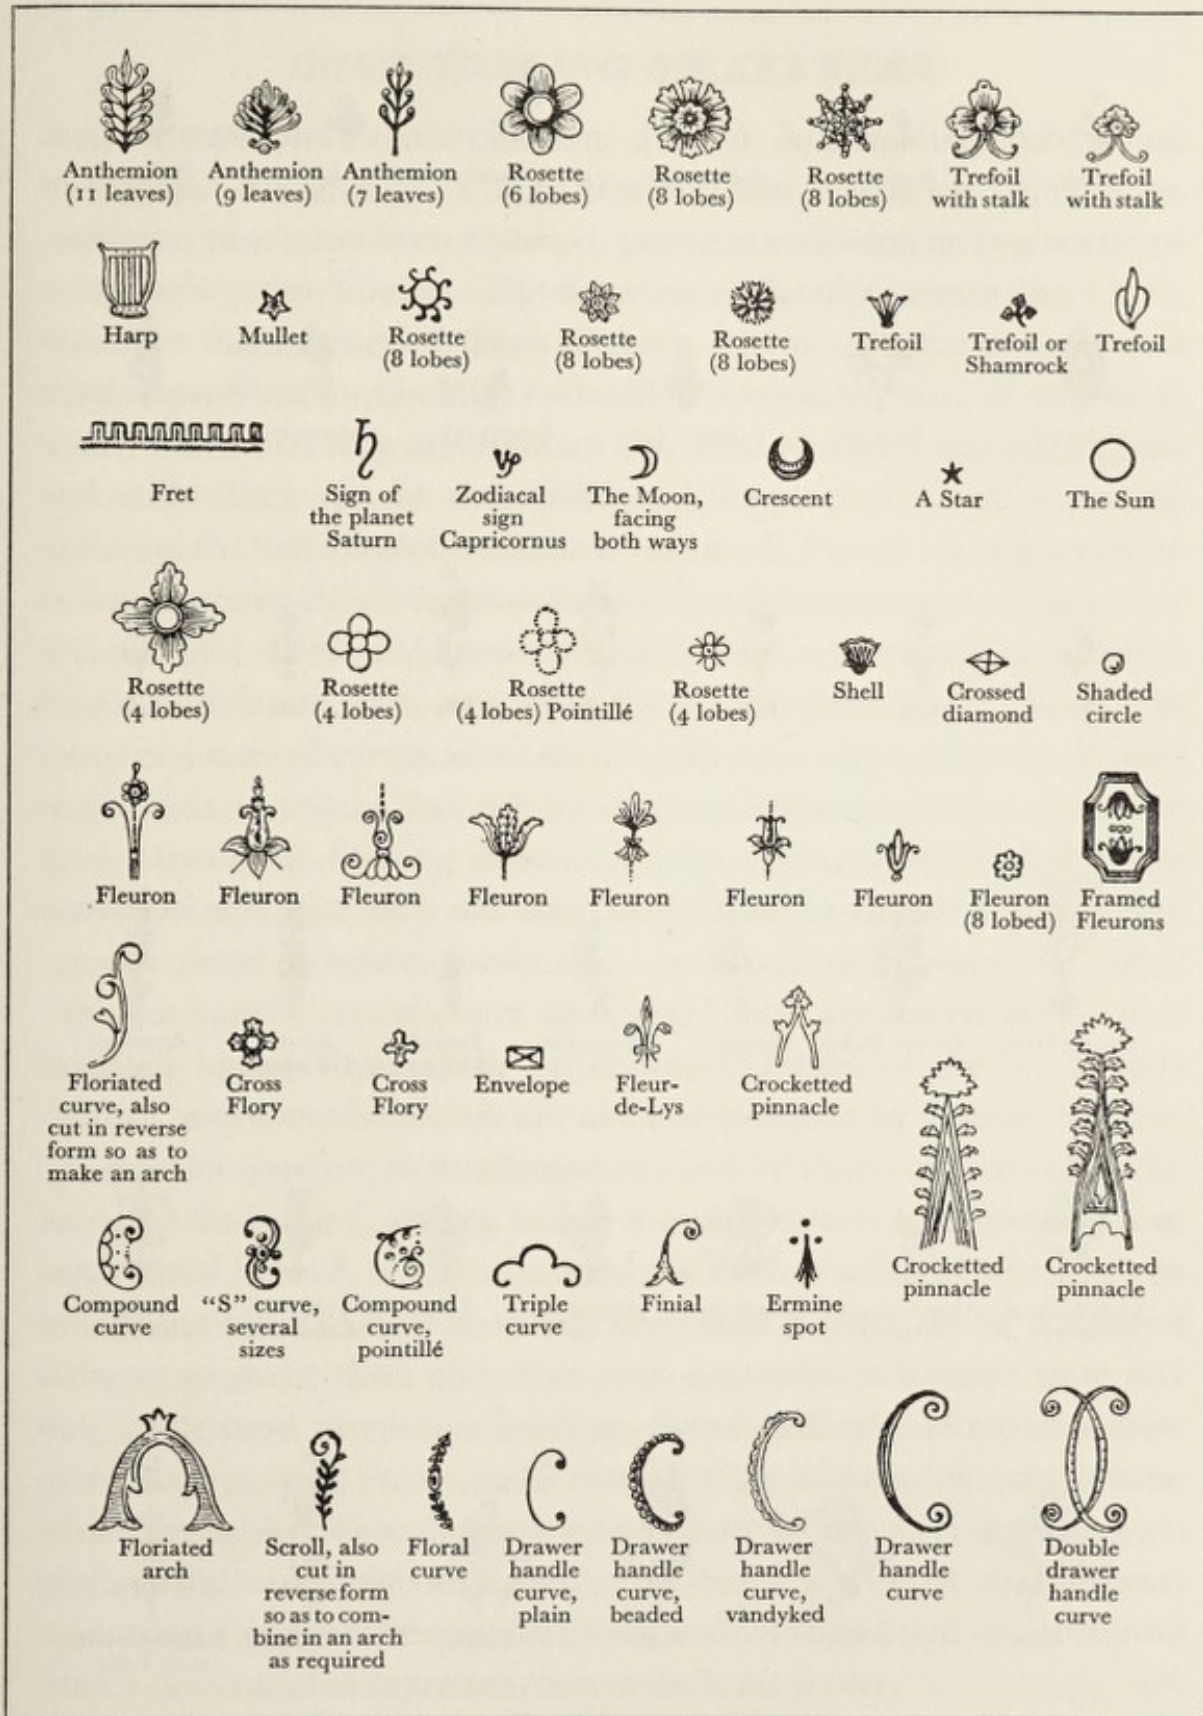 Anthemion
(11 leaves)
Anthemion
(9 leaves)
Anthemion
(7 leaves)
Rosette
(6 lobes)
Rosette
(8 lobes)
Rosette
(8 lobes)
Trefoil
with stalk
Trefoil
with stalk
Harp
Mullet
Rosette
(8 lobes)
Rosette
(8 lobes)
Rosette
(8 lobes)
Trefoil
Trefoil or
Shamrock
Trefoil
Fret
Sign of
the planet
Saturn
Zodiacal
sign
Capricornus
The Moon,
facing
both ways
Crescent
A Star
The Sun
Rosette
(4 lobes)
Rosette
(4 lobes)
Rosette
(4 lobes) Pointillé
Rosette
(4 lobes)
Shell
Crossed
diamond
Shaded
circle
Fleuron
Fleuron
Fleuron
Fleuron
Fleuron
Fleuron
Fleuron
Fleuron
(8 lobed)
Framed
Fleurons
Floriated
curve, also
cut in reverse
form so as to
make an arch
Cross
Flory
Cross
Flory
Envelope
Fleur-
de-Lys
Crocketted
pinnacle
Crocketted
pinnacle
Crocketted
pinnacle
Compound
curve
"S" curve,
several
sizes
Compound
curve,
pointillé
Triple
curve
Finial
Ermine
spot
Floriated
arch
Scroll, also
cut in
reverse form
so as to com-
bine in an arch
as required
Floral
curve
Drawer
handle
curve,
plain
Drawer
handle
curve,
beaded
Drawer
handle
curve,
vandyked
Drawer
handle
curve
Double
drawer
handle
curve